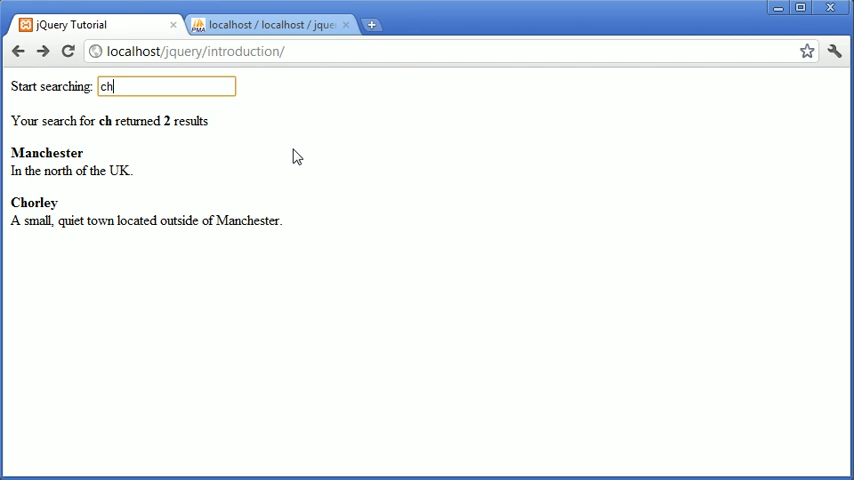 jQuery Tutorial
localhost / localhost / jque
localhost/jquery/introduction/
Start searching: ch
Your search for ch returned 2 results
Manchester
In the north of the UK.
Chorley
A small, quiet town located outside of Manchester.